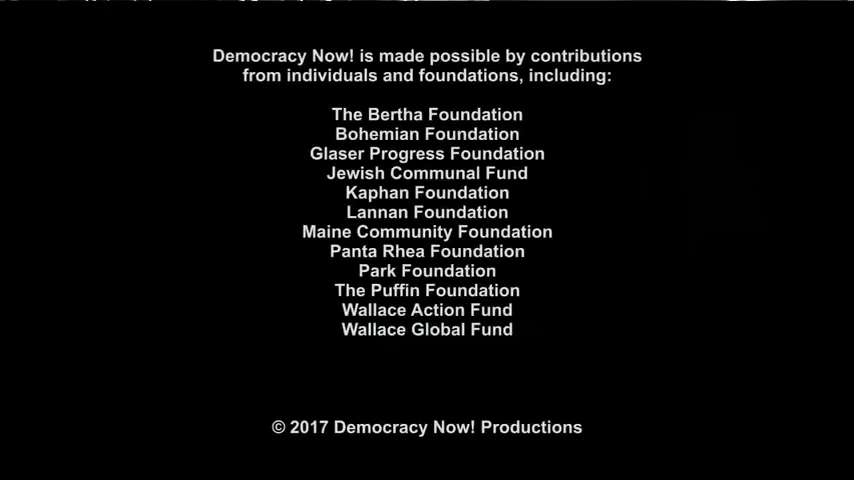 Democracy Now! is made possible by contributions
from individuals and foundations, including:
The Bertha Foundation
Bohemian Foundation
Glaser Progress Foundation
Jewish Communal Fund
Kaphan Foundation
Lannan Foundation
Maine Community Foundation
Panta Rhea Foundation
Park Foundation
The Puffin Foundation
Wallace Action Fund
Wallace Global Fund
© 2017 Democracy Now! Productions